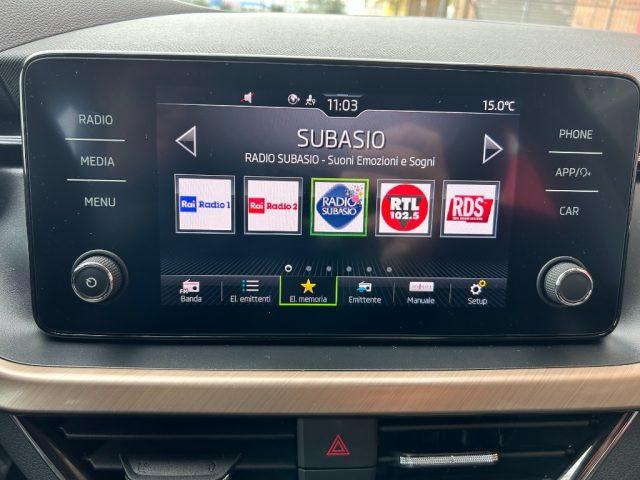 11:03
15.0°C
RADIO
MEDIA
MENU
SUBASIO
RADIO SUBASIO - Suoni Emozioni e Sogni
Rai Radio 1
Rai Radio 2
RADIO SUBASIO
RTL 102.5
RDS
FM
Banda
El. emittenti
El. memoria
Emittente
Manuale
Setup
PHONE
APP/
CAR